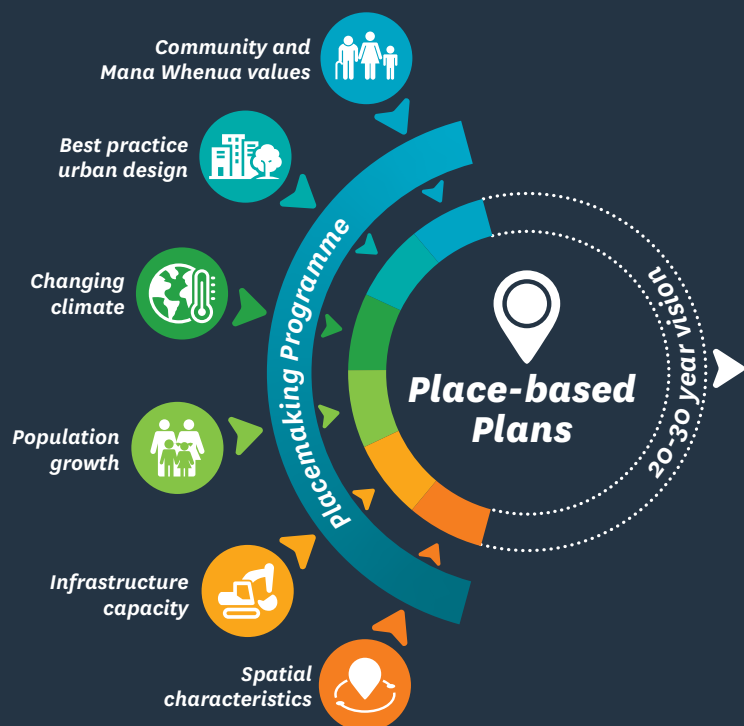 Community and
Mana Whenua values
Best practice
urban design
Changing
climate
Population
growth
Infrastructure
capacity
Spatial
characteristics
Placemaking Programme
Place-based
Plans
20-30 year vision